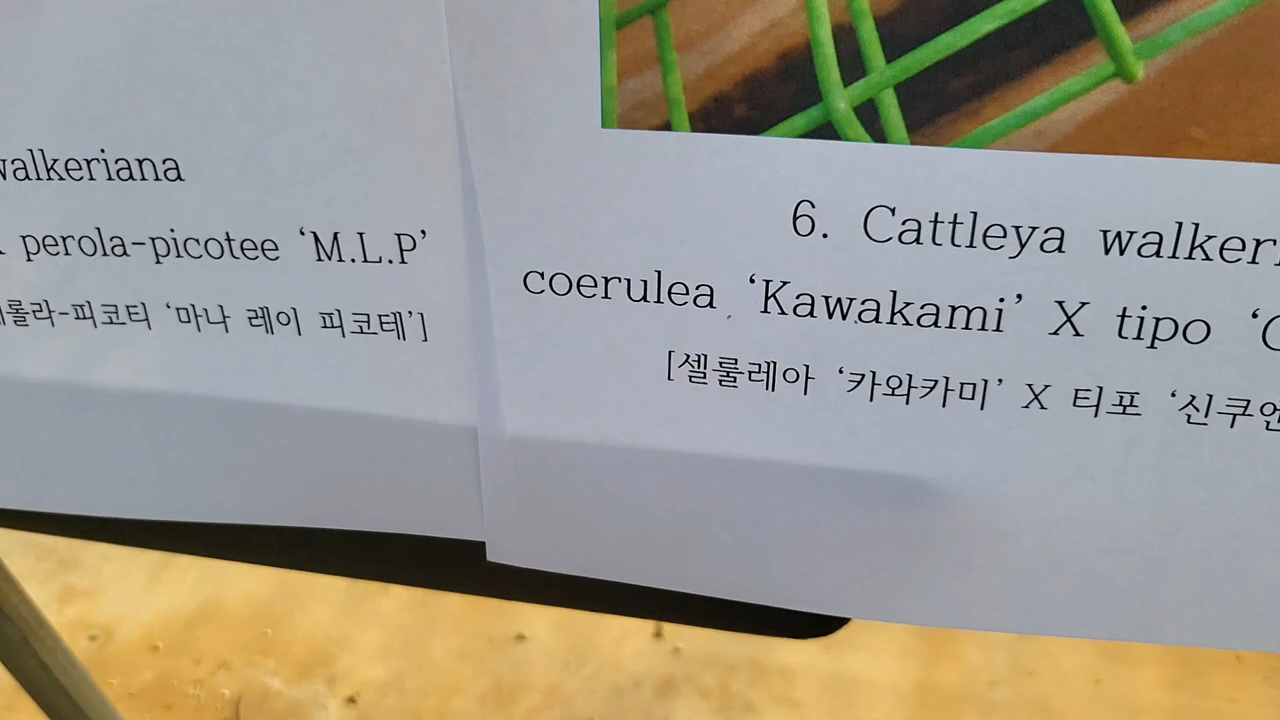 walkeriana
perola-picotee ‘M.L.P’
롤라-피코티 ‘마나 레이 피코테’]
6. Cattleya walker
coerulea ‘Kawakami’ X tipo
[셀룰레아 ‘카와카미’ X 티포 ‘신쿠